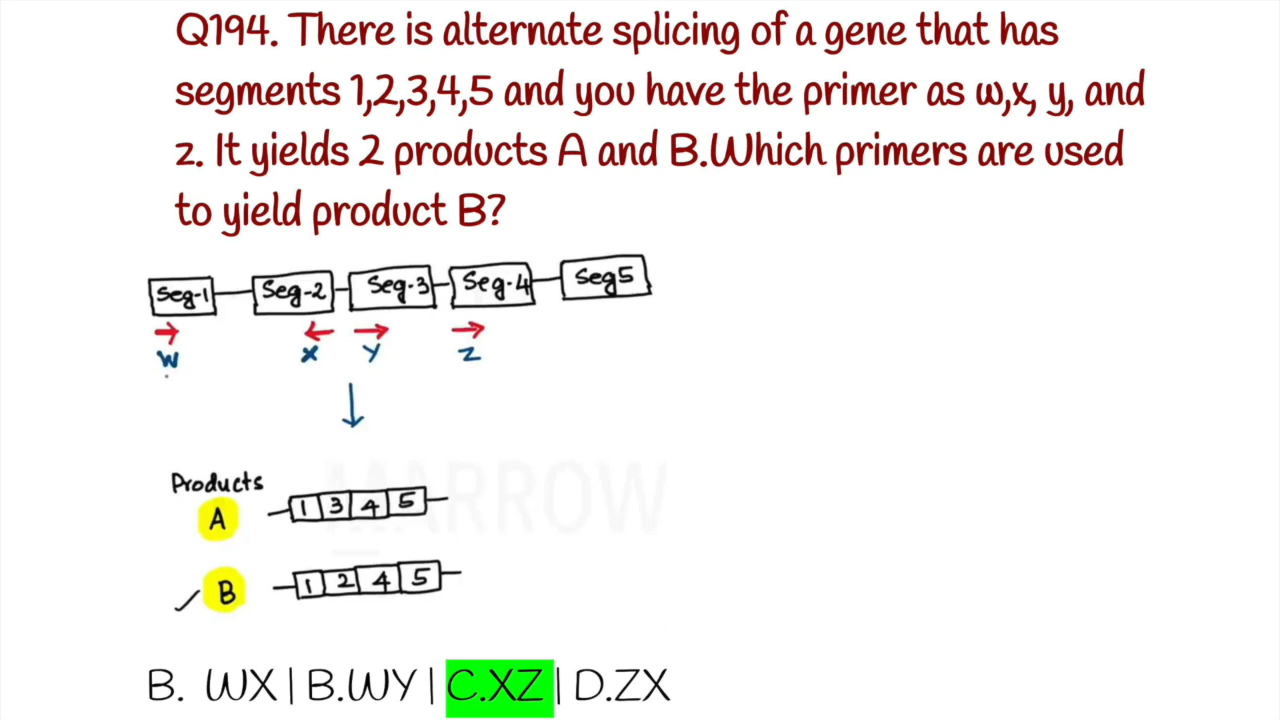 Q194. There is alternate splicing of a gene that has
segments 1,2,3,4,5 and you have the primer as w,x, y, and
z. It yields 2 products A and B.Which primers are used
to yield product B?
Seg-1 Seg-2 Seg-3 Seg-4 Seg5
W X Y Z
MARROW
Products
A 1 3 4 5
B 1 2 4 5
B. WX | B.WY | C.XZ | D.ZX